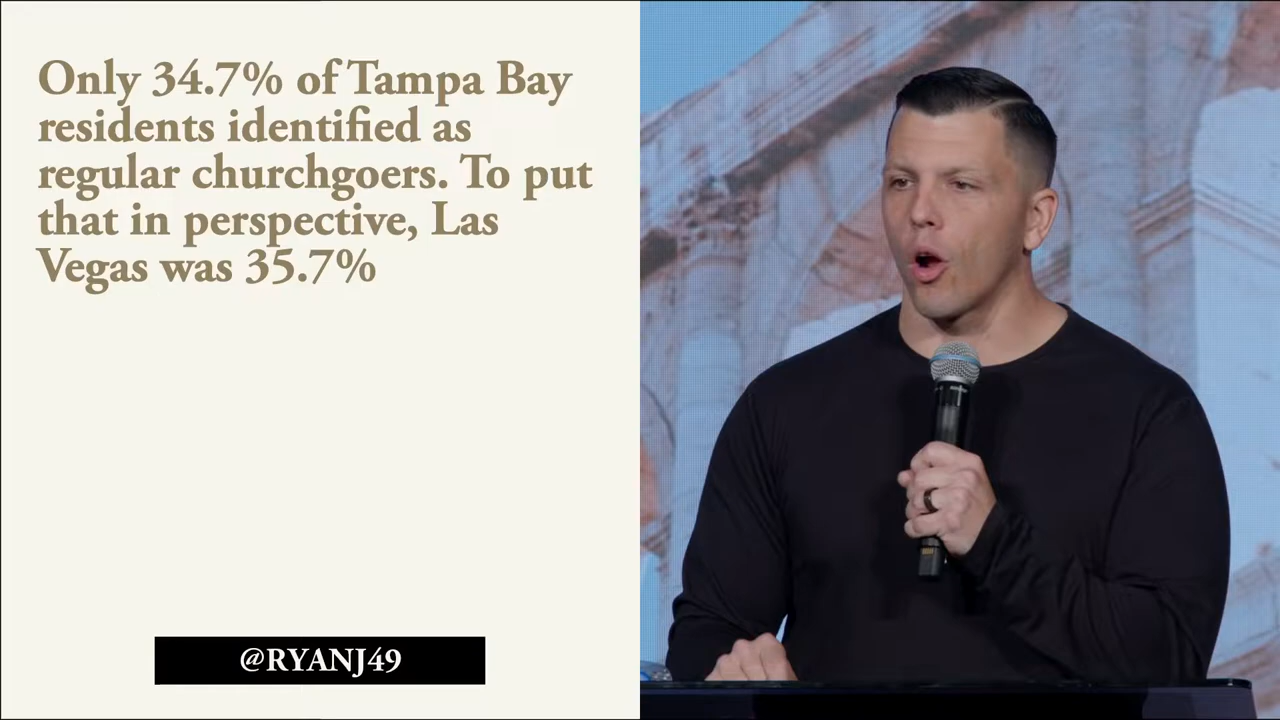 Only 34.7% of Tampa Bay
residents identified as
regular churchgoers. To put
that in perspective, Las
Vegas was 35.7%
@RYANJ49